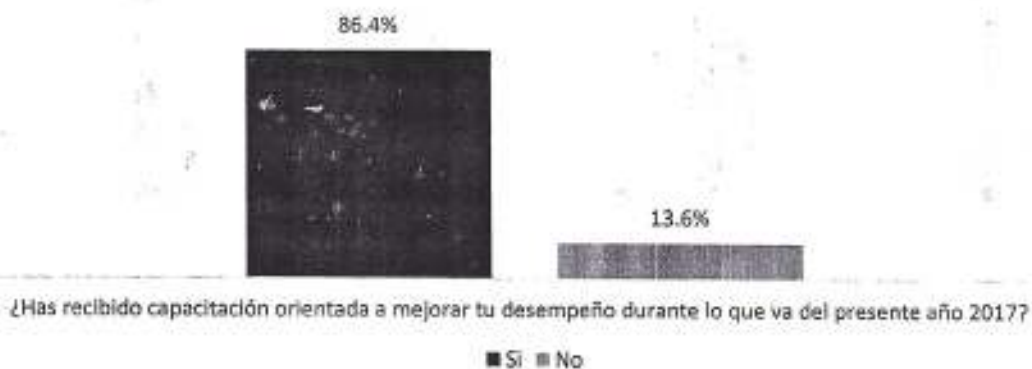 86.4%
13.6%
¿Has recibido capacitación orientada a mejorar tu desempeño durante lo que va del presente año 2017?
Si No